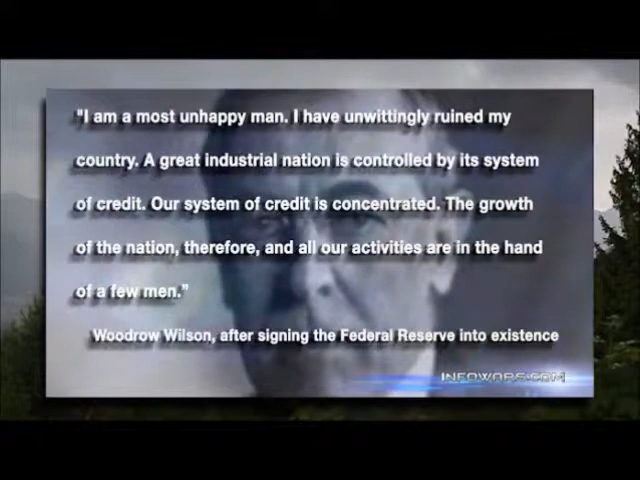 "I am a most unhappy man. I have unwittingly ruined my
country. A great industrial nation is controlled by its system
of credit. Our system of credit is concentrated. The growth
of the nation, therefore, and all our activities are in the hand
of a few men."
Woodrow Wilson, after signing the Federal Reserve into existence
INFOWARS.COM